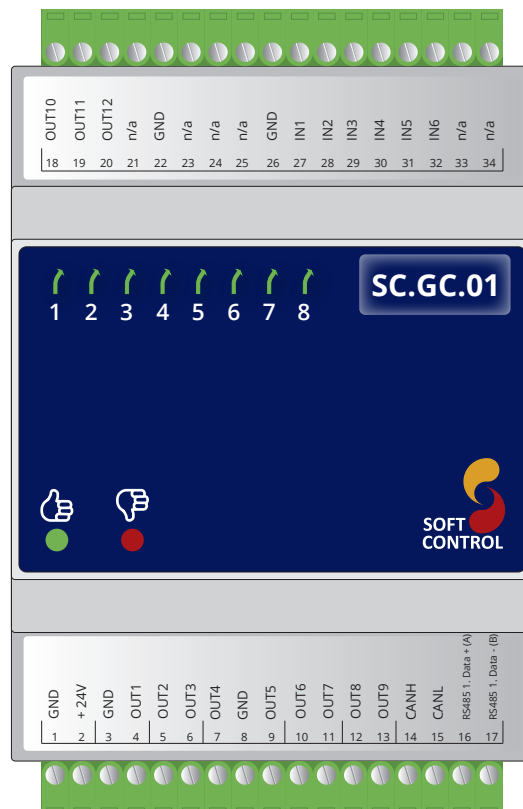 OUT10 OUT11 OUT12 n/a GND n/a n/a n/a GND IN1 IN2 IN3 IN4 IN5 IN6 n/a n/a
18 19 20 21 22 23 24 25 26 27 28 29 30 31 32 33 34
SC.GC.01
1 2 3 4 5 6 7 8
SOFT
CONTROL
GND + 24V GND OUT1 OUT2 OUT3 OUT4 GND OUT5 OUT6 OUT7 OUT8 OUT9 CANH CANL RS485 1. Data + (A) RS485 1. Data - (B)
1 2 3 4 5 6 7 8 9 10 11 12 13 14 15 16 17